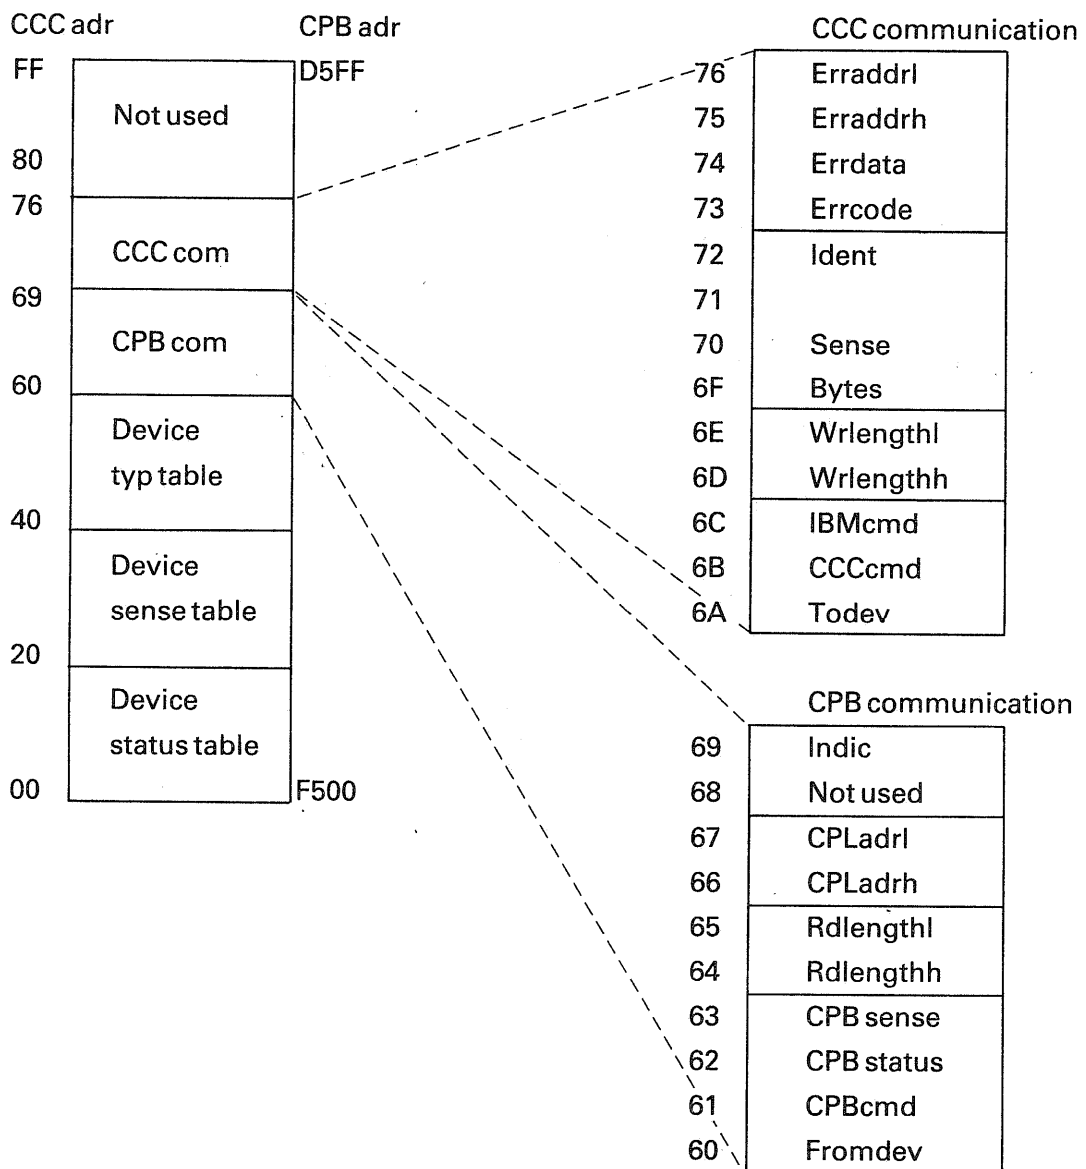 CCC adr
CPB adr
FF
D5FF
Not used
80
76
CCC com
69
CPB com
60
Device
typ table
40
Device
sense table
20
Device
status table
00
F500
CCC communication
76 Erraddrl
75 Erraddrh
74 Errdata
73 Errcode
72 Ident
71
70 Sense
6F Bytes
6E Wrlengthl
6D Wrlengthh
6C IBMcmd
6B CCCcmd
6A Todev
CPB communication
69 Indic
68 Not used
67 CPLadrl
66 CPLadrh
65 Rdlengthl
64 Rdlengthh
63 CPB sense
62 CPB status
61 CPBcmd
60 Fromdev